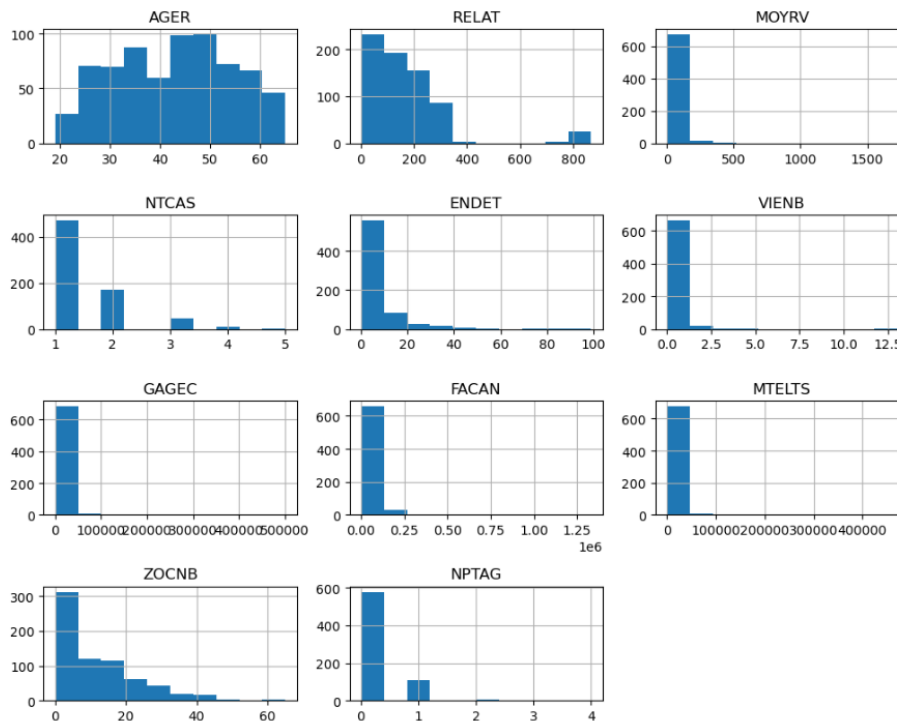 AGER RELAT MOYRV
100 50 0
200 100 0
600 400 200 0
20 30 40 50 60
0 200 400 600 800
0 500 1000 1500
NTCAS ENDET VIENB
400 200 0
400 200 0
600 400 200 0
1 2 3 4 5
0 20 40 60 80 100
0.0 2.5 5.0 7.5 10.0 12.5
GAGEC FACAN MTELTS
600 400 200 0
600 400 200 0
600 400 200 0
0 100000 200000 300000 400000 500000
0.00 0.25 0.50 0.75 1.00 1.25
1e6
0 100000 200000 300000 400000
ZOCNB NPTAG
300 200 100 0
600 400 200 0
0 20 40 60
0 1 2 3 4